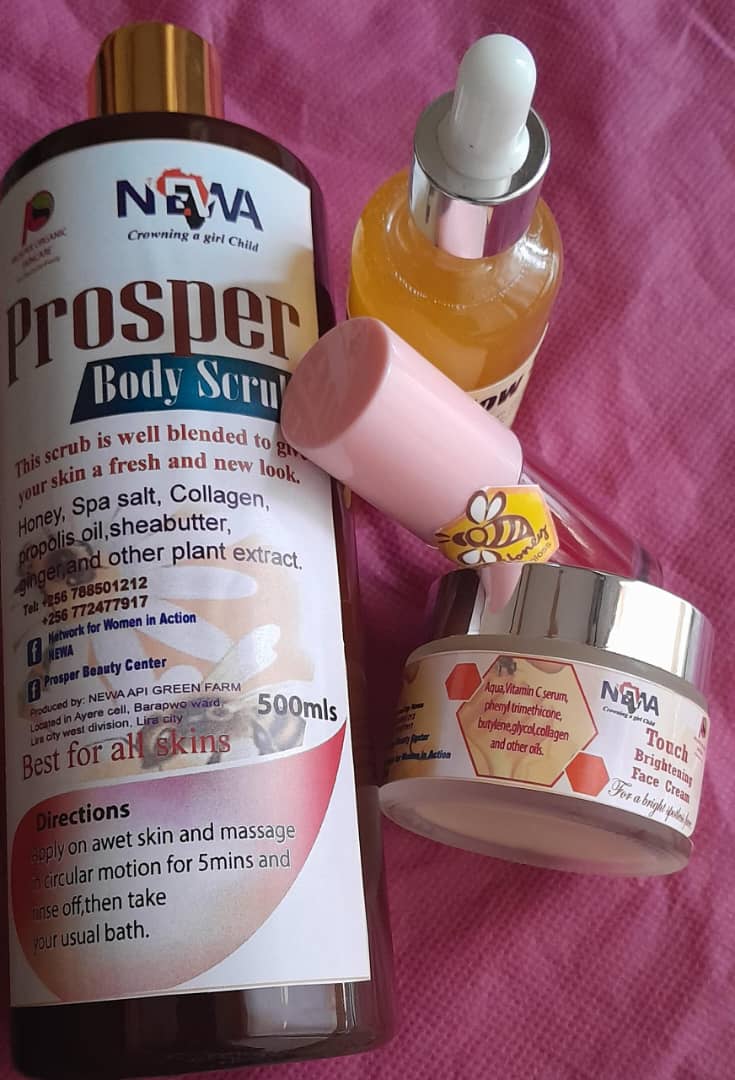 NEWA
Crowning a girl Child
ORGANIC
SKINCARE
Prosper
Body Scru
This scrub is well blended to
your skin a fresh and new look.
Honey, Spa salt, Collagen,
propolis oil,sheabutter,
ginger,and other plant extract.
Tel: +256 788501212
+256 772477917
Network for Women in Action
NEWA
Prosper Beauty Center
Produced by: NEWA API GREEN FARM
Located in Ayere cell, Barapwo ward,
Lira city west division, Lira city
500mls
Best for all skins
Directions
Apply on awet skin and massage
in circular motion for 5mins and
rinse off,then take
your usual bath.
Honey
Aqua,Vitamin C serum,
phenyl trimethicone,
butylene,glycol,collagen
and other oils.
NEWA
Crowning a girl Child
Touch
Brightening
Face Cream
For a bright spotless
Women in Action